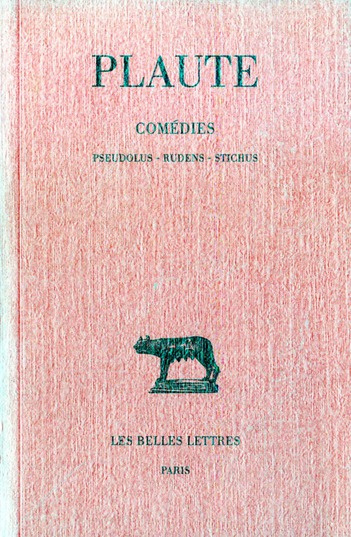 PLAUTE
COMÉDIES
PSEUDOLUS - RUDENS - STICHUS
LES BELLES LETTRES
PARIS